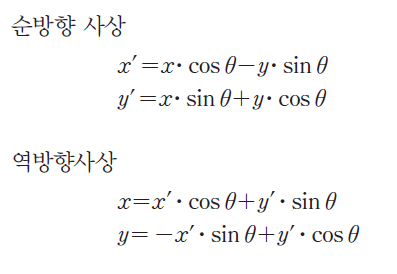 순방향 사상
x′=x· cos θ−y· sin θ
y′=x· sin θ+y· cos θ
역방향사상
x=x′· cos θ+y′· sin θ
y= −x′· sin θ+y′· cos θ